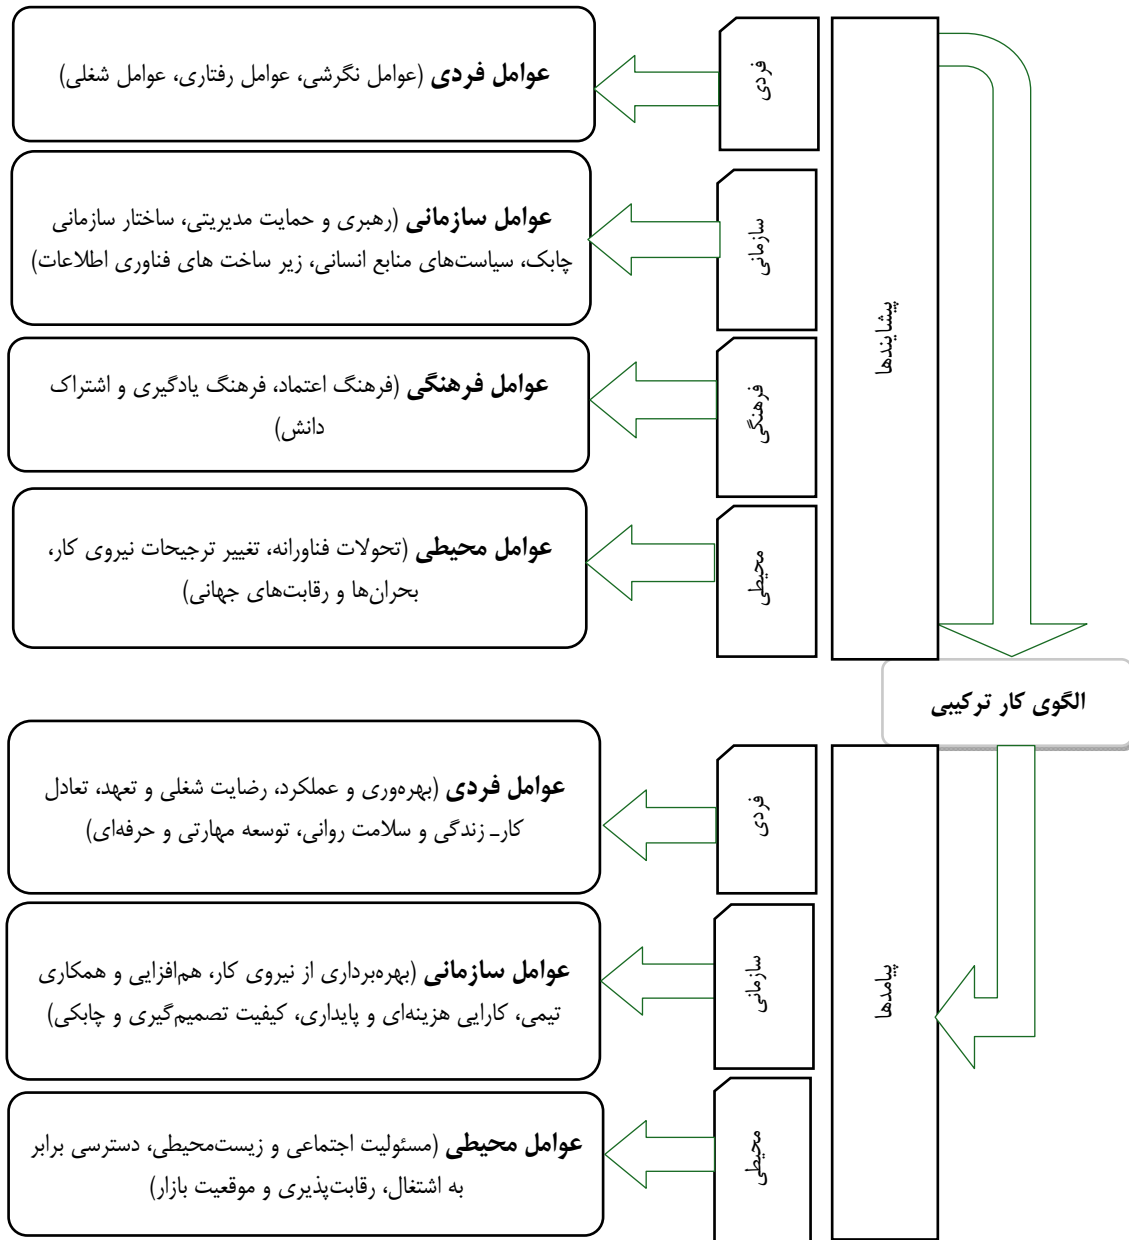 پیشایندها
فردی
عوامل فردی (عوامل نگرشی، عوامل رفتاری، عوامل شغلی)
سازمانی
عوامل سازمانی (رهبری و حمایت مدیریتی، ساختار سازمانی
چابک، سیاست‌های منابع انسانی، زیر ساخت های فناوری اطلاعات)
فرهنگی
عوامل فرهنگی (فرهنگ اعتماد، فرهنگ یادگیری و اشتراک
دانش)
محیطی
عوامل محیطی (تحولات فناورانه، تغییر ترجیحات نیروی کار،
بحران‌ها و رقابت‌های جهانی)
الگوی کار ترکیبی
پیامدها
فردی
عوامل فردی (بهره‌وری و عملکرد، رضایت شغلی و تعهد، تعادل
کارـ زندگی و سلامت روانی، توسعه مهارتی و حرفه‌ای)
سازمانی
عوامل سازمانی (بهره‌برداری از نیروی کار، هم‌افزایی و همکاری
تیمی، کارایی هزینه‌ای و پایداری، کیفیت تصمیم‌گیری و چابکی)
محیطی
عوامل محیطی (مسئولیت اجتماعی و زیست‌محیطی، دسترسی برابر
به اشتغال، رقابت‌پذیری و موقعیت بازار)